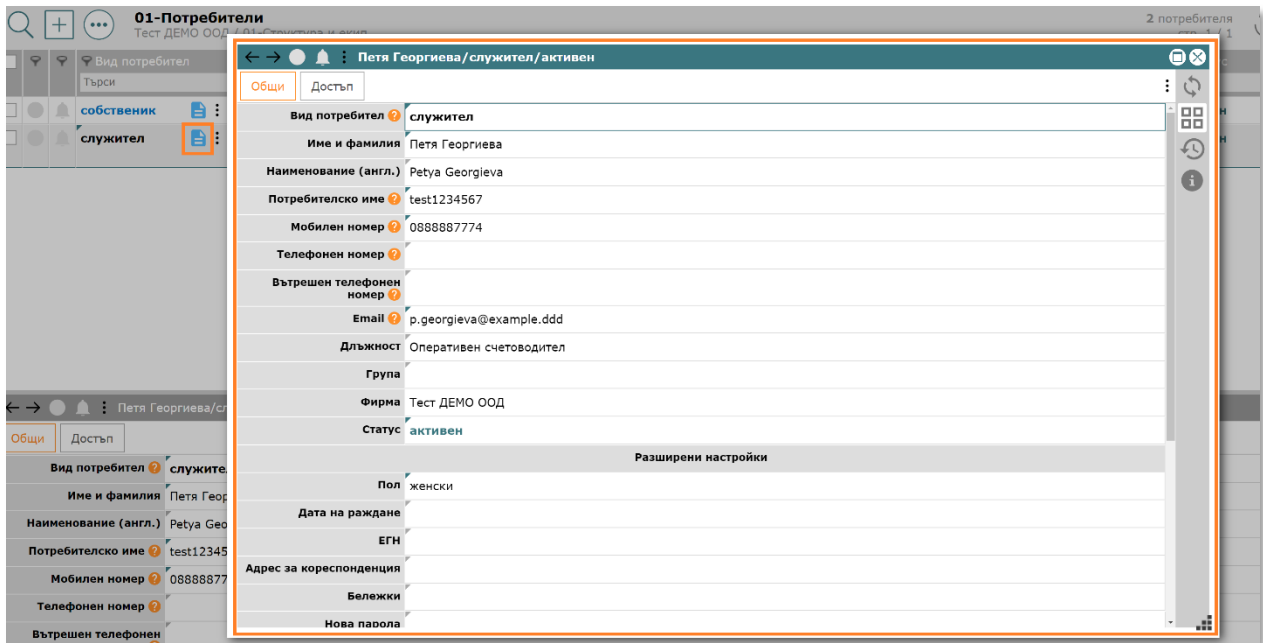 01-Потребители
Тест ДЕМО ООД / 01-Структура и екип
2 потребителя
стр. 1 / 1
Вид потребител
Търси
собственик
служител
Петя Георгиева/служител/активен
Общи Достъп
Вид потребител служител
Име и фамилия Петя Георгиева
Наименование (англ.) Petya Georgieva
Потребителско име test1234567
Мобилен номер 0888887774
Телефонен номер
Вътрешен телефонен
номер
Email p.georgieva@example.ddd
Длъжност Оперативен счетоводител
Група
Фирма Тест ДЕМО ООД
Статус активен
Разширени настройки
Пол женски
Дата на раждане
ЕГН
Адрес за кореспонденция
Бележки
Нова парола
Петя Георгиева/сл
Общи Достъп
Вид потребител служите
Име и фамилия Петя Геор
Наименование (англ.) Petya Geo
Потребителско име test12345
Мобилен номер 08888877
Телефонен номер
Вътрешен телефонен